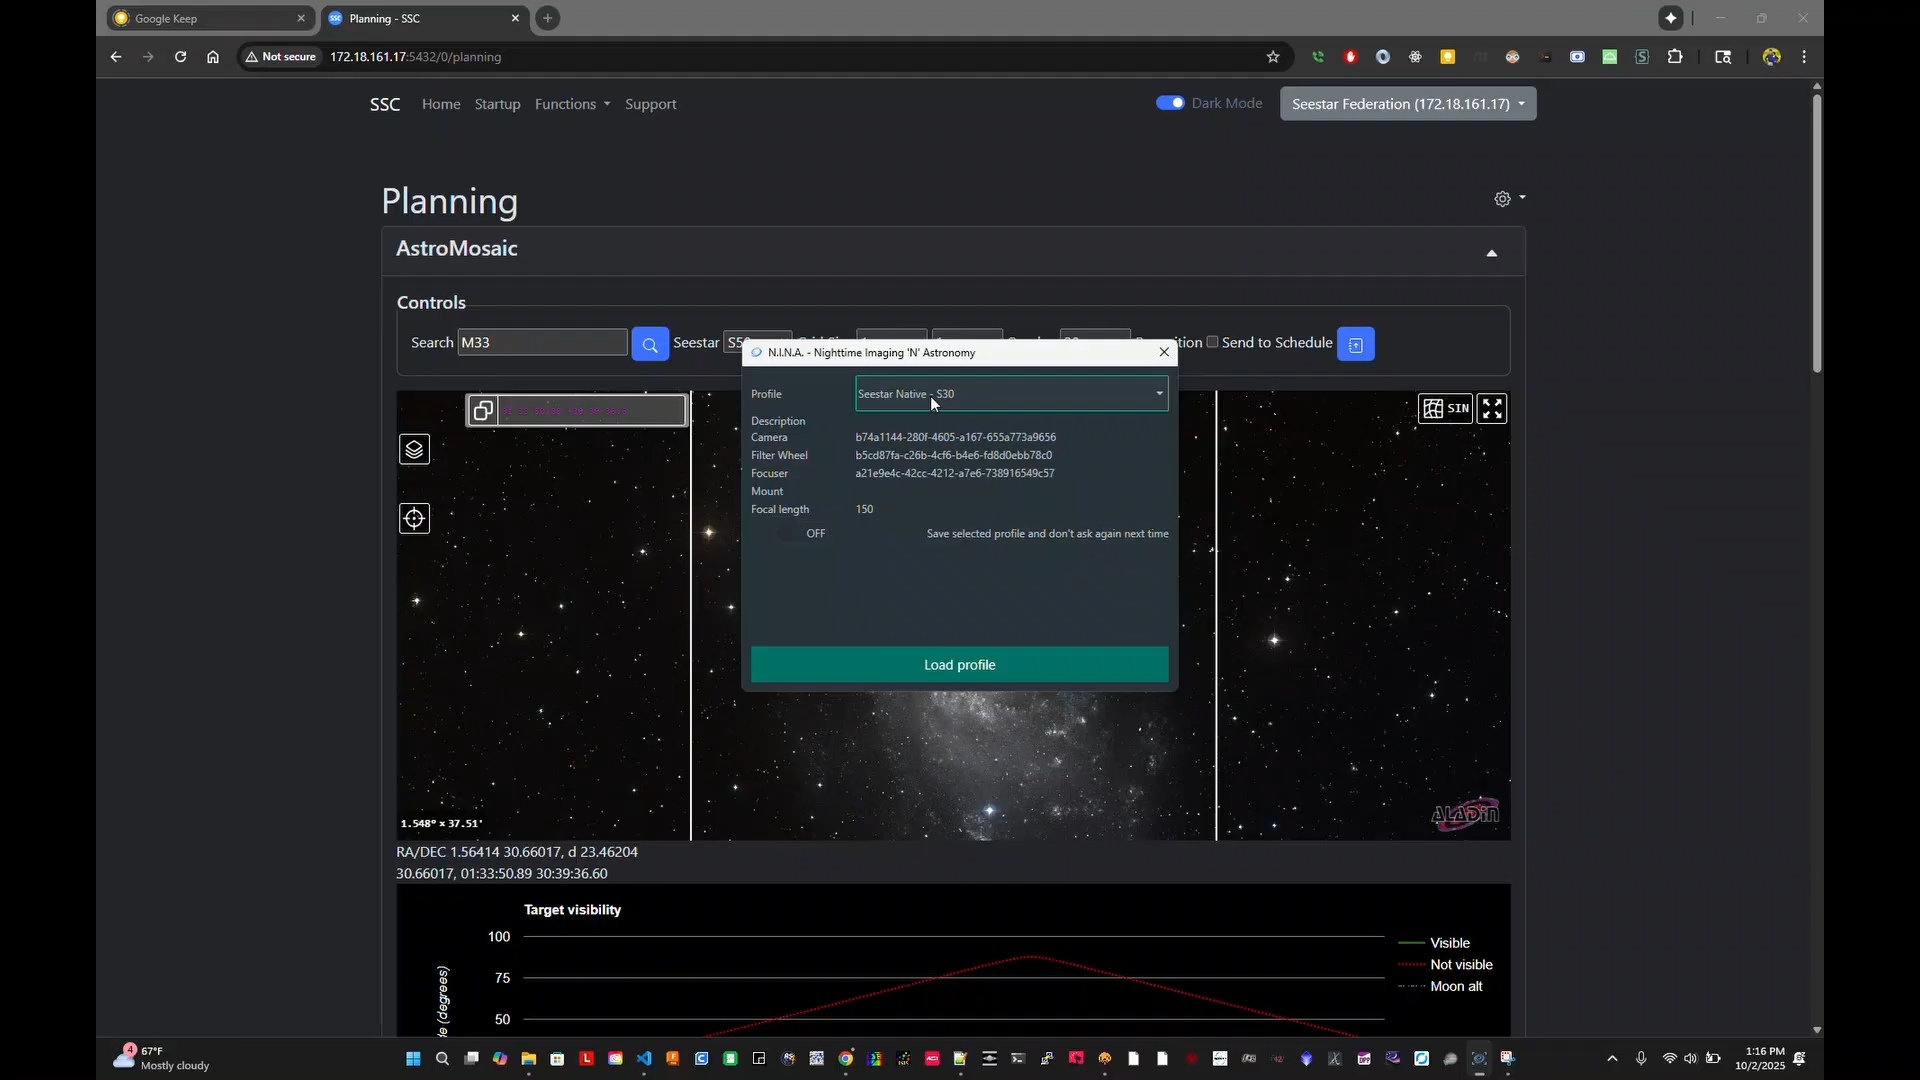 Google Keep
SSC Planning - SSC
Not secure 172.18.161.17:5432/0/planning
SSC Home Startup Functions Support
Dark Mode
Seestar Federation (172.18.161.17)
Planning
AstroMosaic
Controls
Search M33 Seestar Send to Schedule
N.I.N.A. - Nighttime Imaging 'N' Astronomy
Profile Seestar Native - S30
Description
Camera b74a1144-280f-4605-a167-655a773a9656
Filter Wheel b5cd87fa-c26b-4cf6-b4e6-fd8d0ebb78c0
Focuser a21e9e4c-42cc-4212-a7e6-738916549c57
Mount
Focal length 150
OFF Save selected profile and don't ask again next time
Load profile
SIN
1.548° x 37.51'
ALADIN
RA/DEC 1.56414 30.66017, d 23.46204
30.66017, 01:33:50.89 30:39:36.60
Target visibility
100
75
50
(degrees)
Visible
Not visible
Moon alt
4
67°F
Mostly cloudy
1:16 PM
10/2/2025